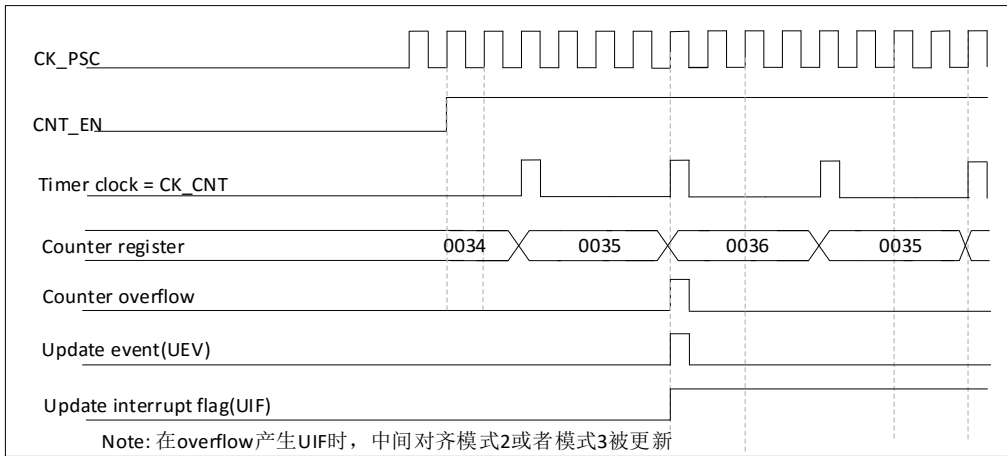 CK_PSC
CNT_EN
Timer clock = CK_CNT
Counter register
0034
0035
0036
0035
Counter overflow
Update event(UEV)
Update interrupt flag(UIF)
Note: 在overflow产生UIF时，中间对齐模式2或者模式3被更新